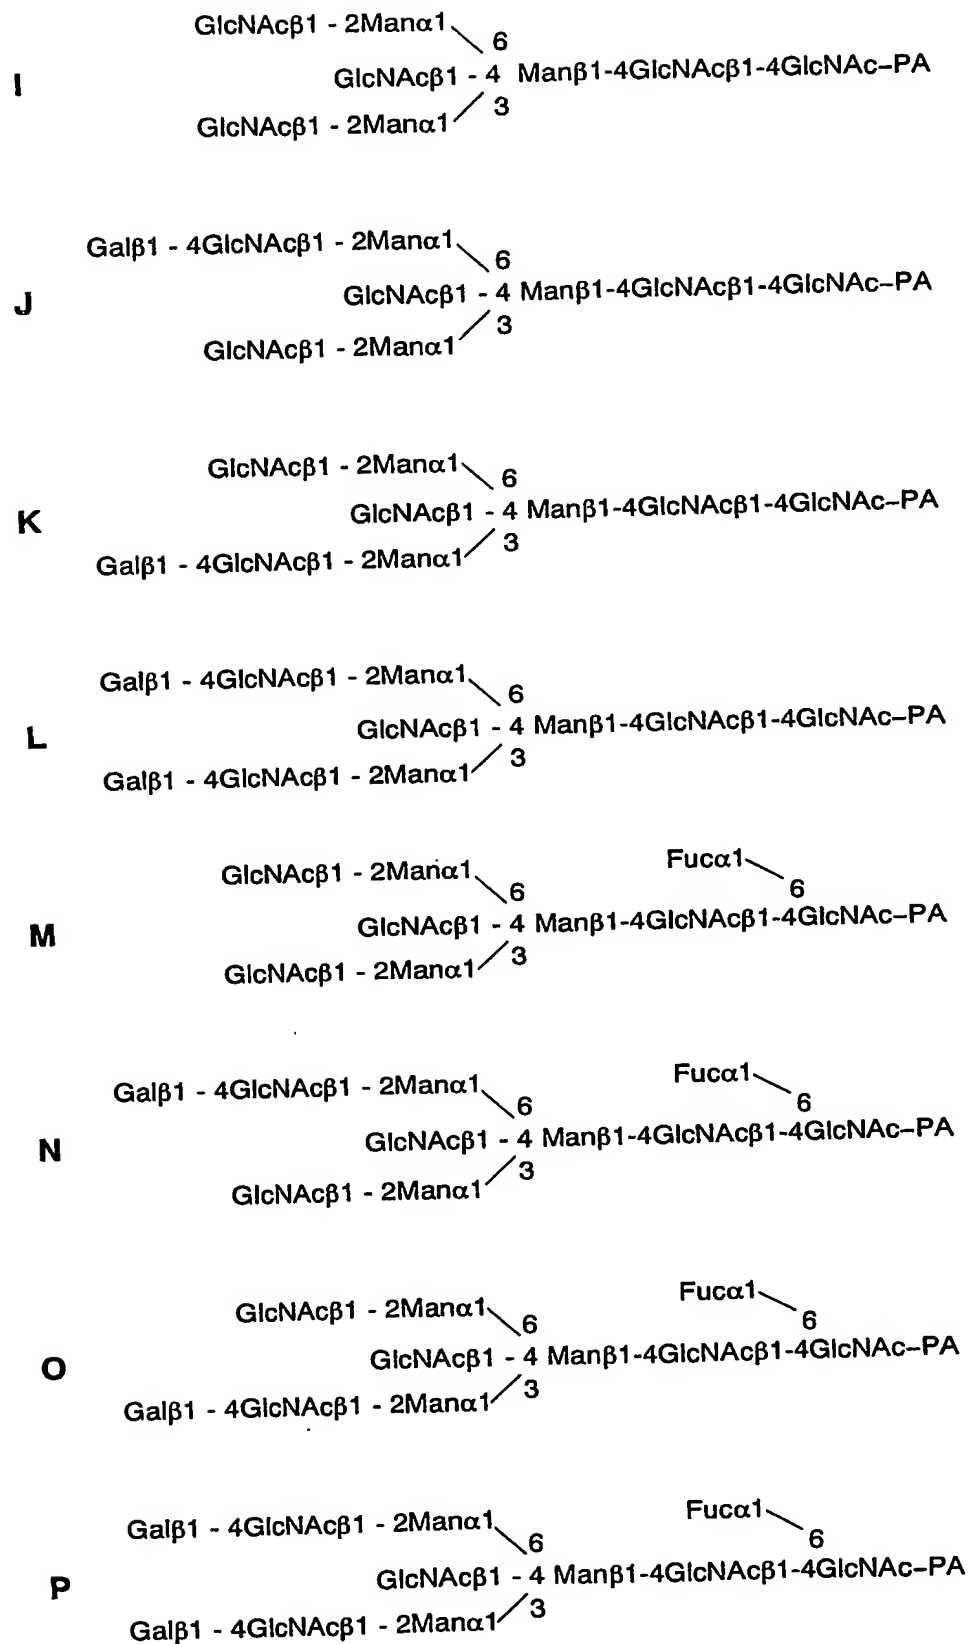 GlcNAcβ1 - 2Manα1
6
I GlcNAcβ1 - 4 Manβ1-4GlcNAcβ1-4GlcNAc-PA
3
GlcNAcβ1 - 2Manα1
Galβ1 - 4GlcNAcβ1 - 2Manα1
6
J GlcNAcβ1 - 4 Manβ1-4GlcNAcβ1-4GlcNAc-PA
3
GlcNAcβ1 - 2Manα1
GlcNAcβ1 - 2Manα1
6
K GlcNAcβ1 - 4 Manβ1-4GlcNAcβ1-4GlcNAc-PA
3
Galβ1 - 4GlcNAcβ1 - 2Manα1
Galβ1 - 4GlcNAcβ1 - 2Manα1
6
L GlcNAcβ1 - 4 Manβ1-4GlcNAcβ1-4GlcNAc-PA
3
Galβ1 - 4GlcNAcβ1 - 2Manα1
GlcNAcβ1 - 2Manα1 Fucα1
6 6
M GlcNAcβ1 - 4 Manβ1-4GlcNAcβ1-4GlcNAc-PA
3
GlcNAcβ1 - 2Manα1
Galβ1 - 4GlcNAcβ1 - 2Manα1 Fucα1
6 6
N GlcNAcβ1 - 4 Manβ1-4GlcNAcβ1-4GlcNAc-PA
3
GlcNAcβ1 - 2Manα1
GlcNAcβ1 - 2Manα1 Fucα1
6 6
O GlcNAcβ1 - 4 Manβ1-4GlcNAcβ1-4GlcNAc-PA
3
Galβ1 - 4GlcNAcβ1 - 2Manα1
Galβ1 - 4GlcNAcβ1 - 2Manα1 Fucα1
6 6
P GlcNAcβ1 - 4 Manβ1-4GlcNAcβ1-4GlcNAc-PA
3
Galβ1 - 4GlcNAcβ1 - 2Manα1